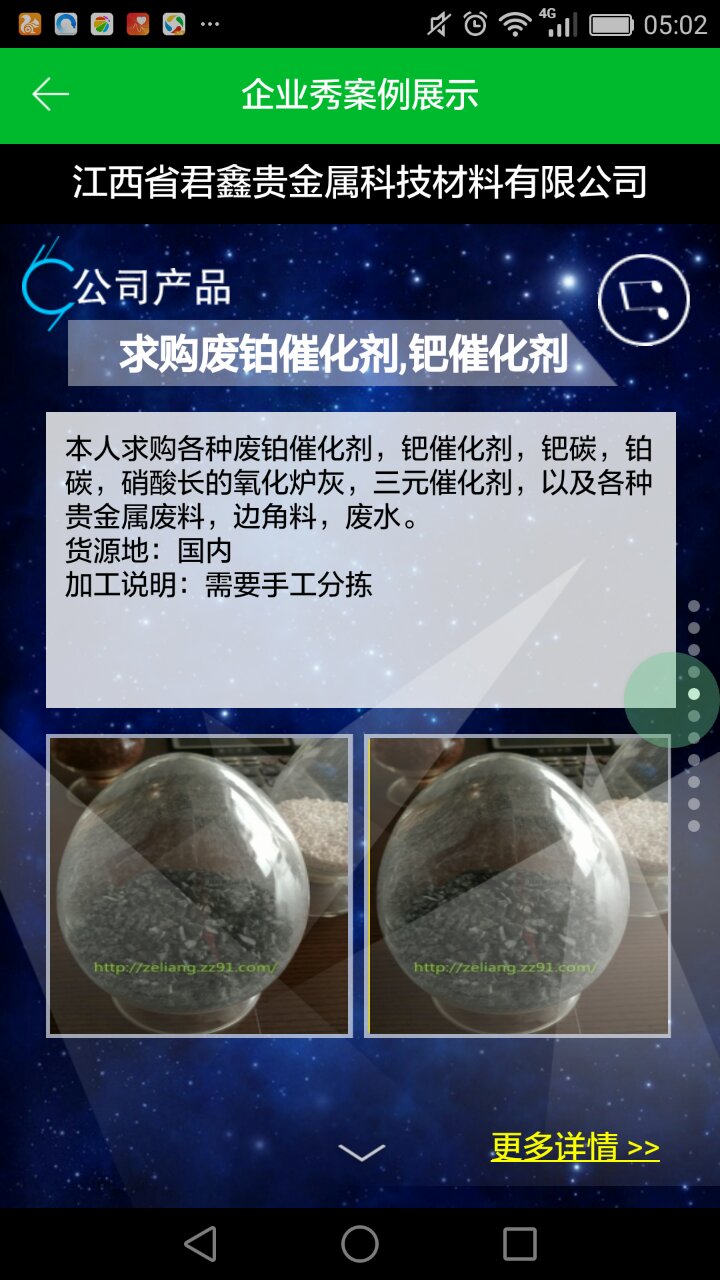 4G
05:02
企业秀案例展示
江西省君鑫贵金属科技材料有限公司
公司产品
求购废铂催化剂,钯催化剂
本人求购各种废铂催化剂，钯催化剂，钯碳，铂
碳，硝酸长的氧化炉灰，三元催化剂，以及各种
贵金属废料，边角料，废水。
货源地：国内
加工说明：需要手工分拣
http://zeliang.zz91.com/
http://zeliang.zz91.com/
更多详情 >>